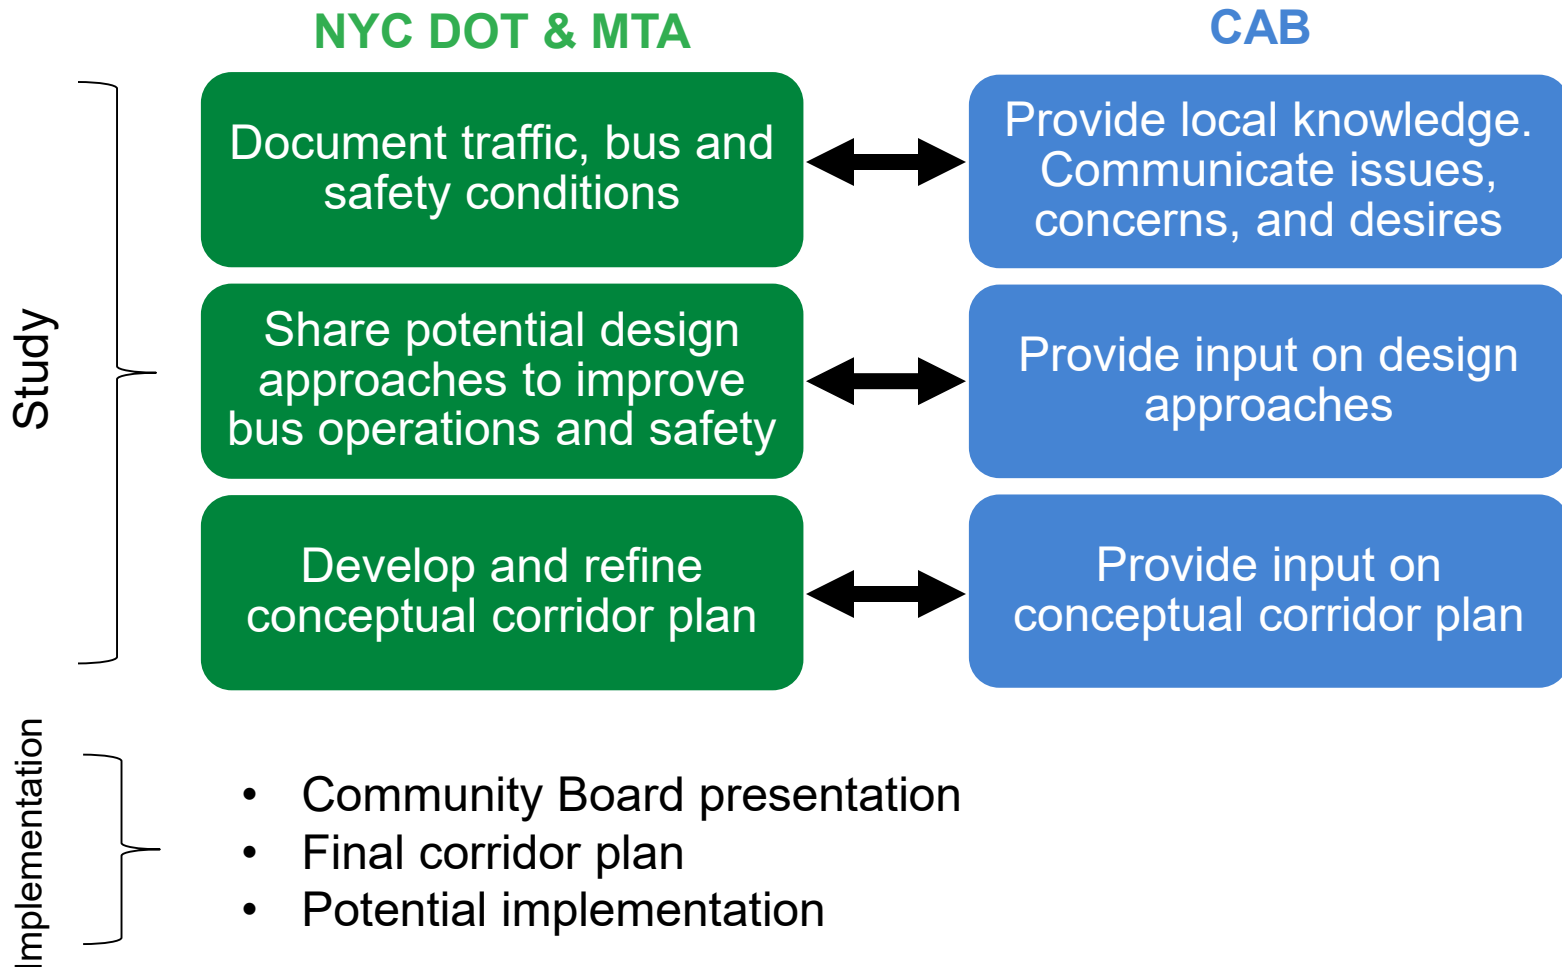 NYC DOT & MTA
CAB
Study
Document traffic, bus and
safety conditions
Provide local knowledge.
Communicate issues,
concerns, and desires
Share potential design
approaches to improve
bus operations and safety
Provide input on design
approaches
Develop and refine
conceptual corridor plan
Provide input on
conceptual corridor plan
Implementation
• Community Board presentation
• Final corridor plan
• Potential implementation